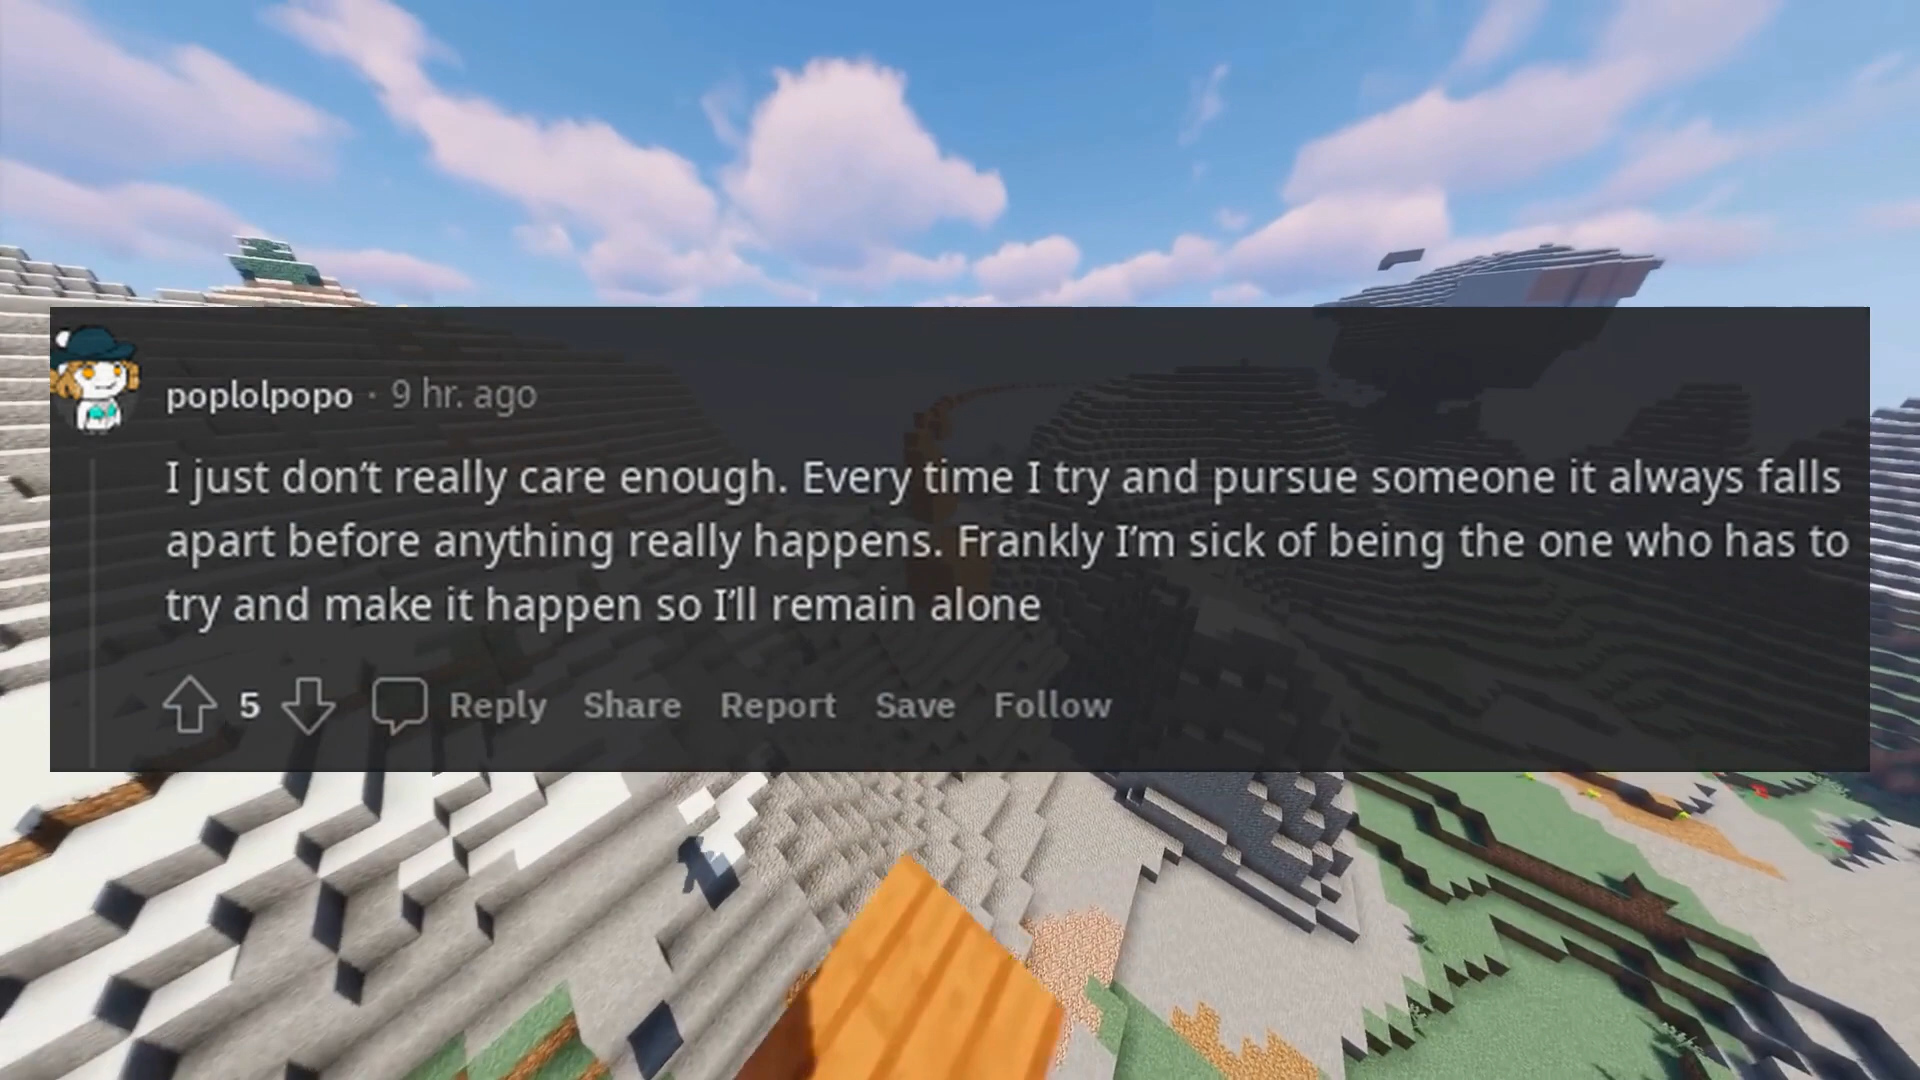 poplolpopo · 9 hr. ago
I just don’t really care enough. Every time I try and pursue someone it always falls
apart before anything really happens. Frankly I’m sick of being the one who has to
try and make it happen so I’ll remain alone
5 Reply Share Report Save Follow